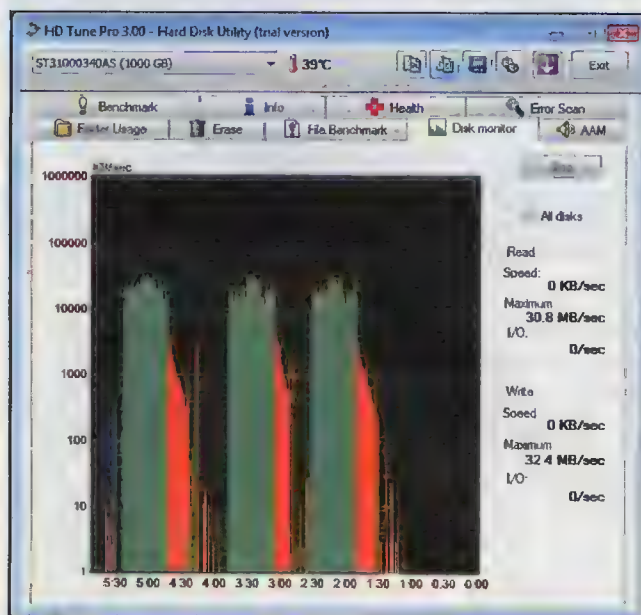 HD Tune Pro 3.00 - Hard Disk Utility (trial version)
ST31000340AS (1000 GB) 39°C Exit
Benchmark Info Health Error Scan
Folder Usage Erase File Benchmark Disk monitor AAM
1000000
All disks
100000
Read
Speed:
0 KB/sec
10000
Maximum
30.8 MB/sec
I/O.
0/sec
1000
Write
Speed
0 KB/sec
100
Maximum
32.4 MB/sec
I/O
0/sec
10
1
5:30 5:00 4:30 4:00 3:30 3:00 2:30 2:00 1:30 1:00 0:30 0:00